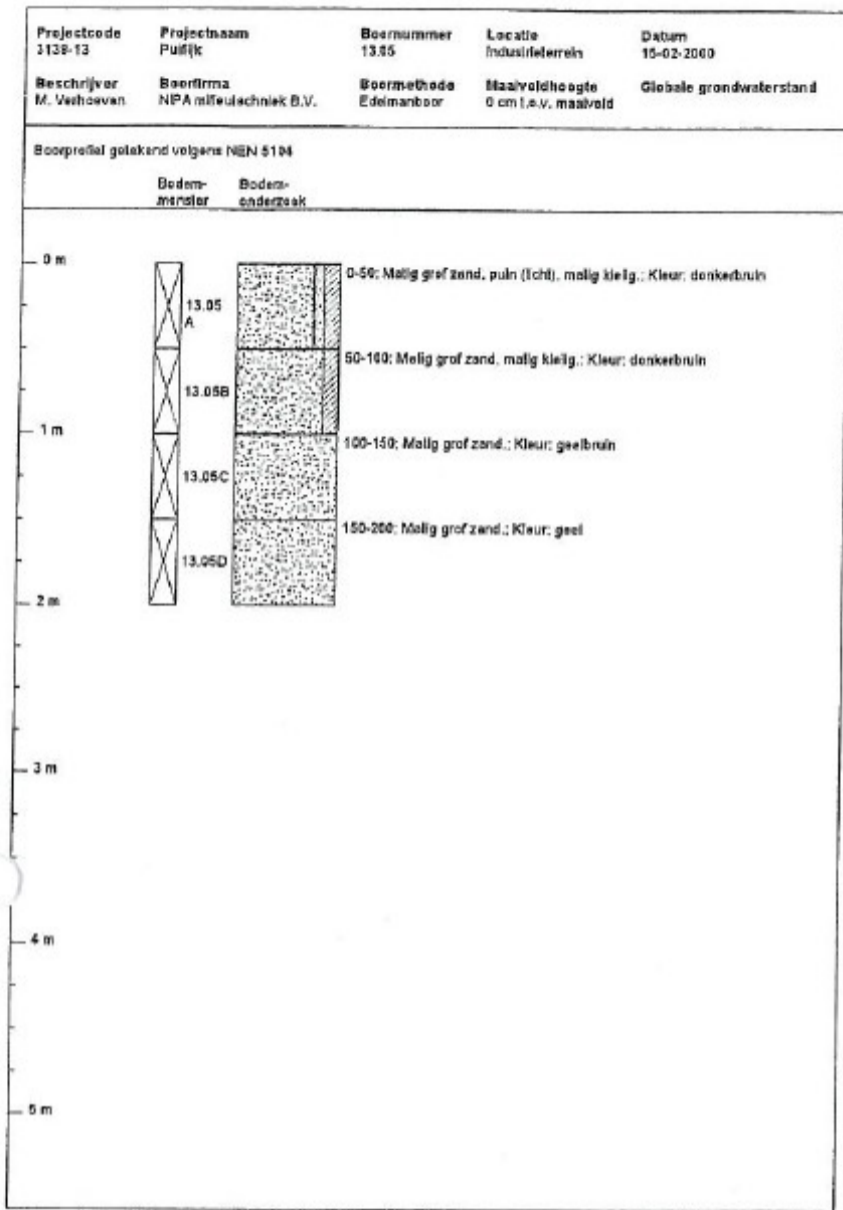 Projectcode Projectnaam Boornummer Locatie Datum
3138-13 Puiflijk 13.05 Industrieterrein 15-02-2000
Beschrijver Boorfirma Boormethode Maaiveldhoogte Globale grondwaterstand
M. Verhoeven NIPA milieutechniek B.V. Edelmanboor 0 cm t.o.v. maaiveld
Boorprofiel getekend volgens NEN 5104
Bodem- Bodem-
monster onderzoek
0 m
0-50: Matig grof zand, puin (licht), matig kleiig.; Kleur: donkerbruin
13.05
A
50-100: Matig grof zand, matig kleiig.; Kleur: donkerbruin
13.05B
1 m
100-150: Matig grof zand.; Kleur: geelbruin
13.05C
150-200: Matig grof zand.; Kleur: geel
13.05D
2 m
3 m
4 m
5 m